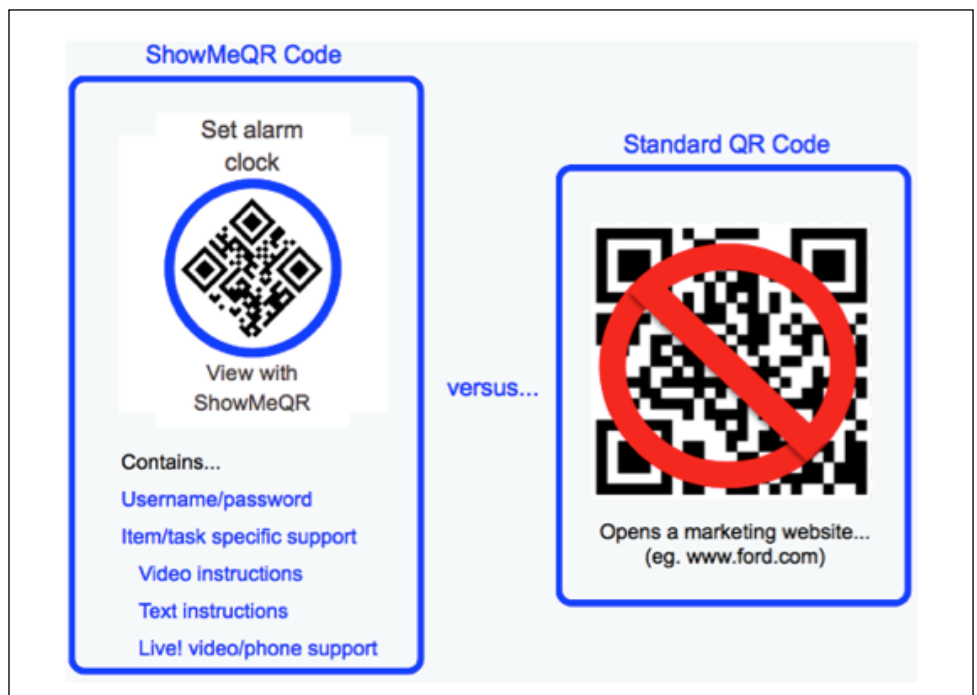 ShowMeQR Code
Set alarm
clock
View with
ShowMeQR
Contains...
Username/password
Item/task specific support
Video instructions
Text instructions
Live! video/phone support
versus...
Standard QR Code
Opens a marketing website...
(eg. www.ford.com)